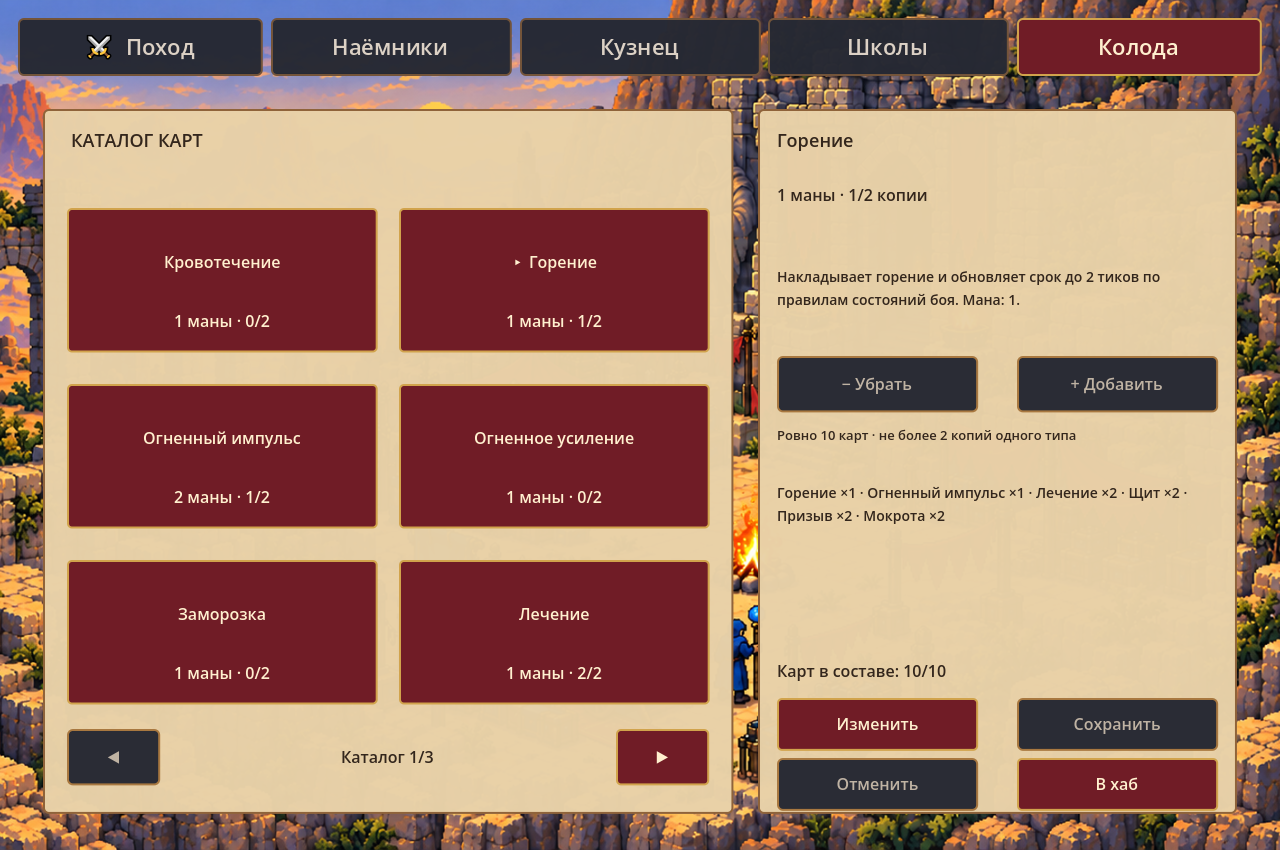 Поход
Наёмники
Кузнец
Школы
Колода
КАТАЛОГ КАРТ
Кровотечение
1 маны · 0/2
‣ Горение
1 маны · 1/2
Огненный импульс
2 маны · 1/2
Огненное усиление
1 маны · 0/2
Заморозка
1 маны · 0/2
Лечение
1 маны · 2/2
◀
Каталог 1/3
▶
Горение
1 маны · 1/2 копии
Накладывает горение и обновляет срок до 2 тиков по
правилам состояний боя. Мана: 1.
− Убрать
+ Добавить
Ровно 10 карт · не более 2 копий одного типа
Горение ×1 · Огненный импульс ×1 · Лечение ×2 · Щит ×2 ·
Призыв ×2 · Мокрота ×2
Карт в составе: 10/10
Изменить
Сохранить
Отменить
В хаб